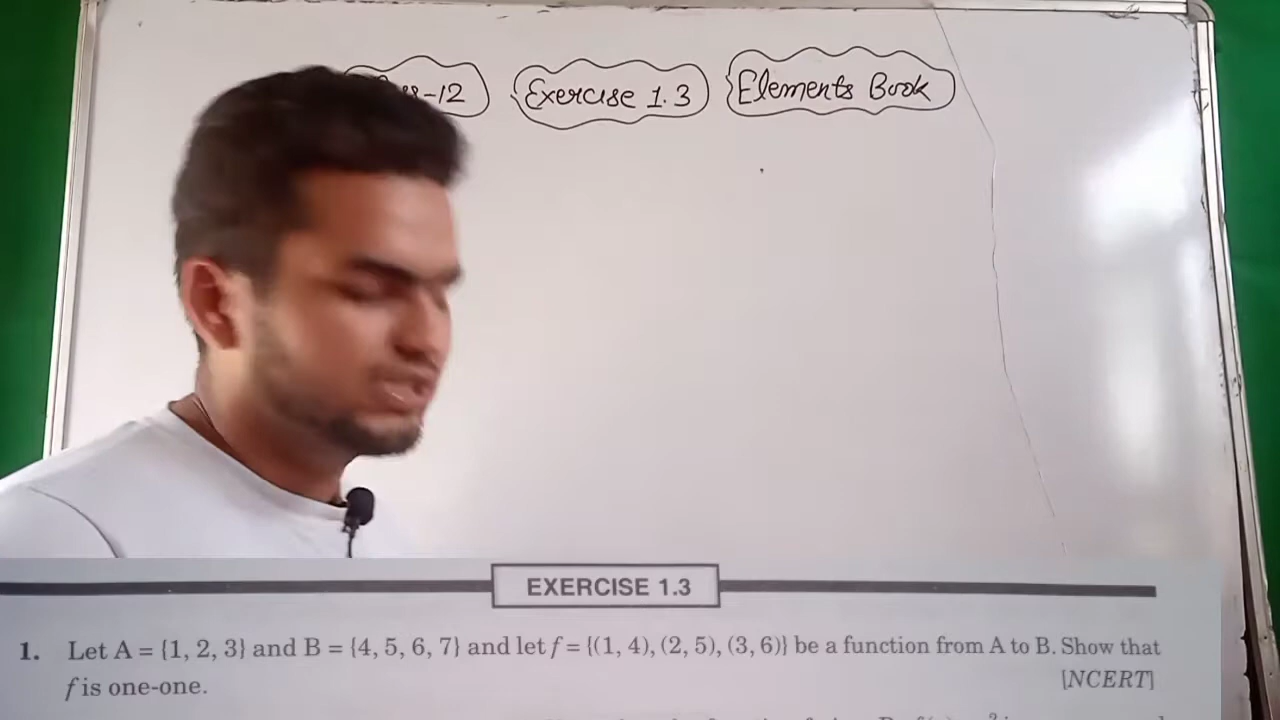 -12
Exercise 1.3
Elements Book
EXERCISE 1.3
1. Let A = {1, 2, 3} and B = {4, 5, 6, 7} and let f = {(1, 4), (2, 5), (3, 6)} be a function from A to B. Show that
f is one-one. [NCERT]